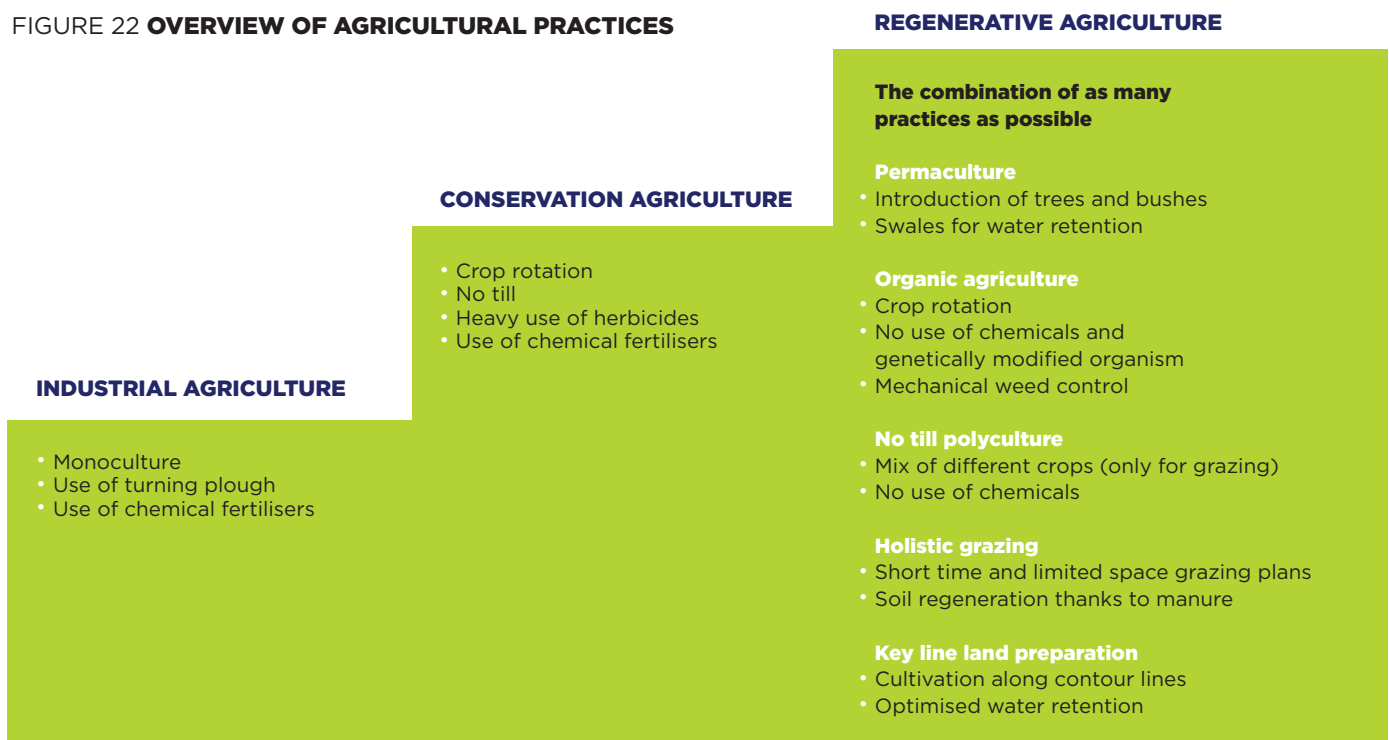 FIGURE 22 OVERVIEW OF AGRICULTURAL PRACTICES
INDUSTRIAL AGRICULTURE
• Monoculture
• Use of turning plough
• Use of chemical fertilisers
CONSERVATION AGRICULTURE
• Crop rotation
• No till
• Heavy use of herbicides
• Use of chemical fertilisers
REGENERATIVE AGRICULTURE
The combination of as many
practices as possible
Permaculture
• Introduction of trees and bushes
• Swales for water retention
Organic agriculture
• Crop rotation
• No use of chemicals and
genetically modified organism
• Mechanical weed control
No till polyculture
• Mix of different crops (only for grazing)
• No use of chemicals
Holistic grazing
• Short time and limited space grazing plans
• Soil regeneration thanks to manure
Key line land preparation
• Cultivation along contour lines
• Optimised water retention